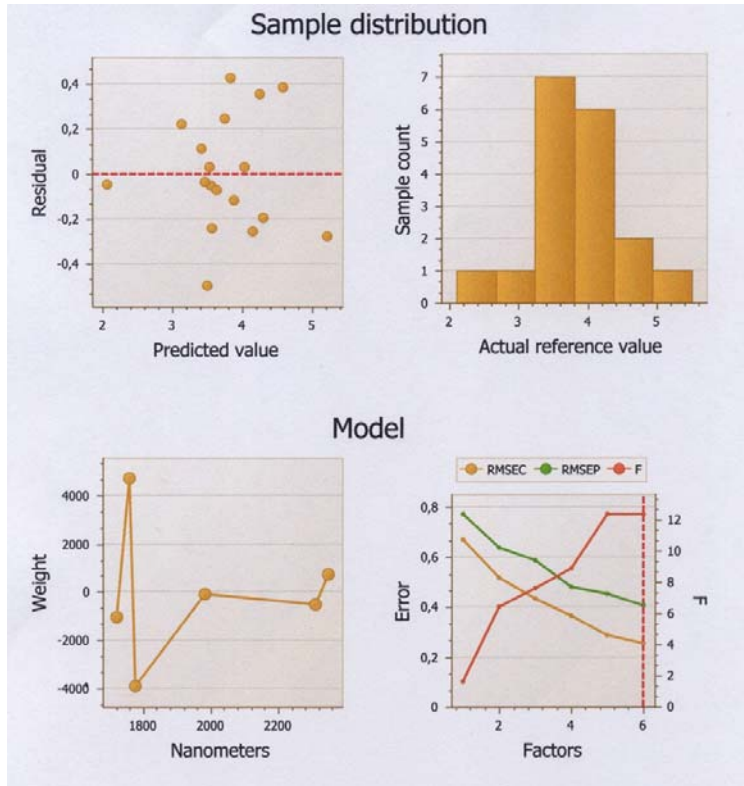 Sample distribution
0,4
0,2
0
-0,2
-0,4
Residual
2 3 4 5
Predicted value
7
6
5
4
3
2
1
0
Sample count
2 3 4 5
Actual reference value
Model
4000
2000
0
-2000
-4000
Weight
1800 2000 2200
Nanometers
RMSEC RMSEP F
0,8
0,6
0,4
0,2
0
Error
12
10
8
6
4
2
0
F
2 4 6
Factors